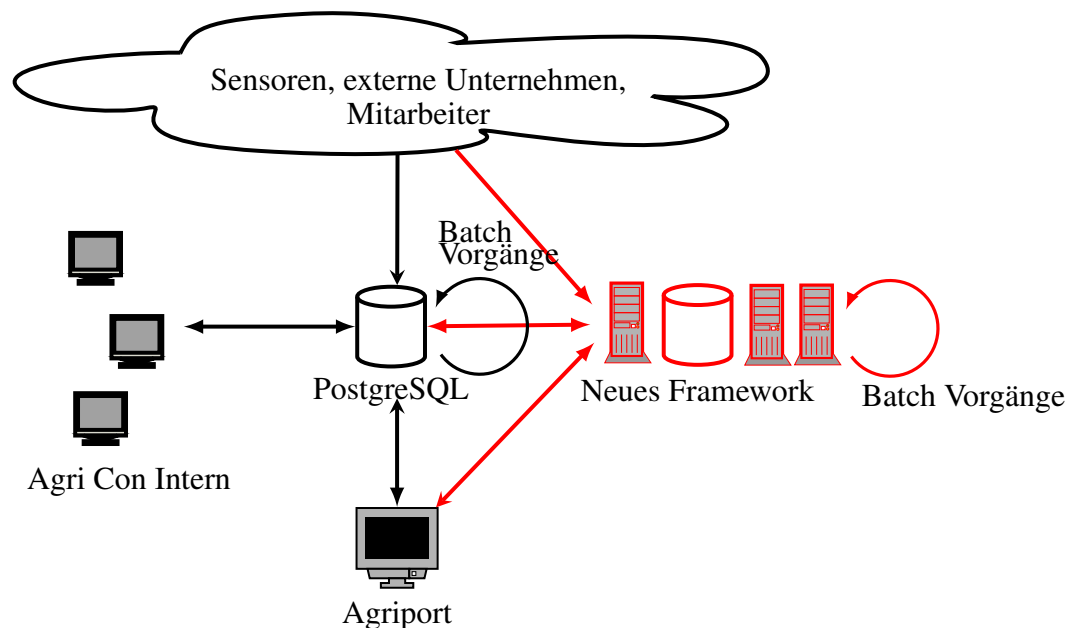 Sensoren, externe Unternehmen,
Mitarbeiter
Batch
Vorgänge
PostgreSQL
Neues Framework
Batch Vorgänge
Agri Con Intern
Agriport